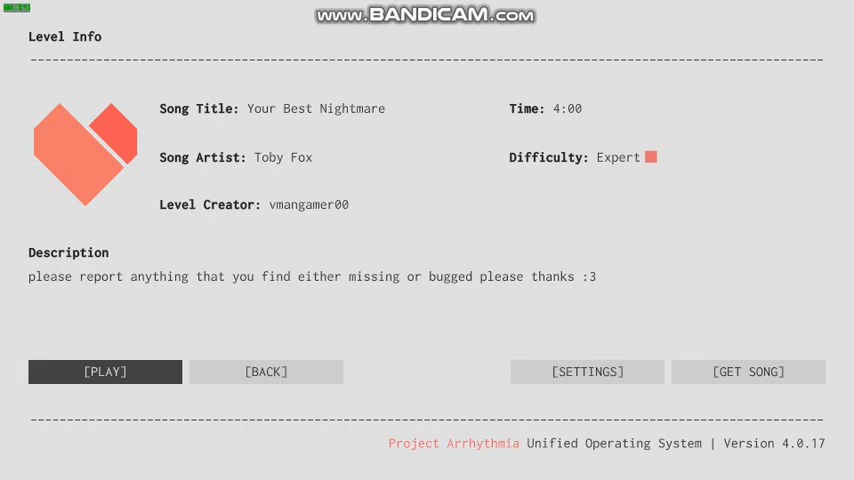 www.BANDICAM.com
Level Info
Song Title: Your Best Nightmare
Time: 4:00
Song Artist: Toby Fox
Difficulty: Expert
Level Creator: vmangamer00
Description
please report anything that you find either missing or bugged please thanks :3
[PLAY] [BACK] [SETTINGS] [GET SONG]
Project Arrhythmia Unified Operating System | Version 4.0.17